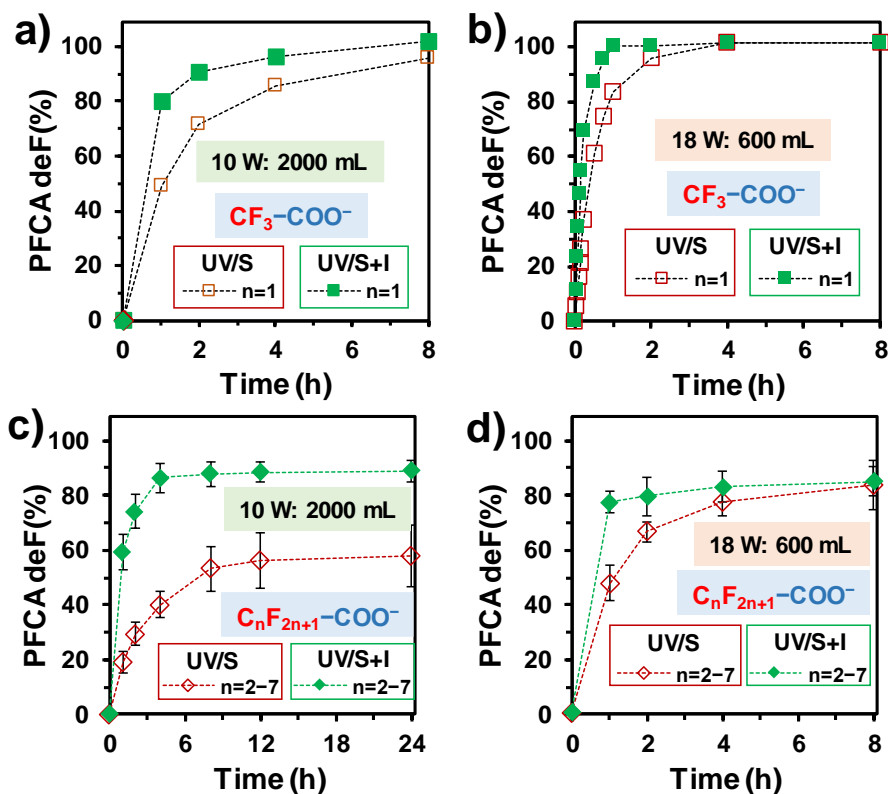 a)
PFCA deF(%)
100
80
60
40
20
0
10 W: 2000 mL
CF₃−COO⁻
UV/S
n=1
UV/S+I
n=1
0 2 4 6 8
Time (h)
b)
PFCA deF(%)
100
80
60
40
20
0
18 W: 600 mL
CF₃−COO⁻
UV/S
n=1
UV/S+I
n=1
0 2 4 6 8
Time (h)
c)
PFCA deF(%)
100
80
60
40
20
0
10 W: 2000 mL
CₙF₂ₙ₊₁−COO⁻
UV/S
n=2−7
UV/S+I
n=2−7
0 6 12 18 24
Time (h)
d)
PFCA deF(%)
100
80
60
40
20
0
18 W: 600 mL
CₙF₂ₙ₊₁−COO⁻
UV/S
n=2−7
UV/S+I
n=2−7
0 2 4 6 8
Time (h)